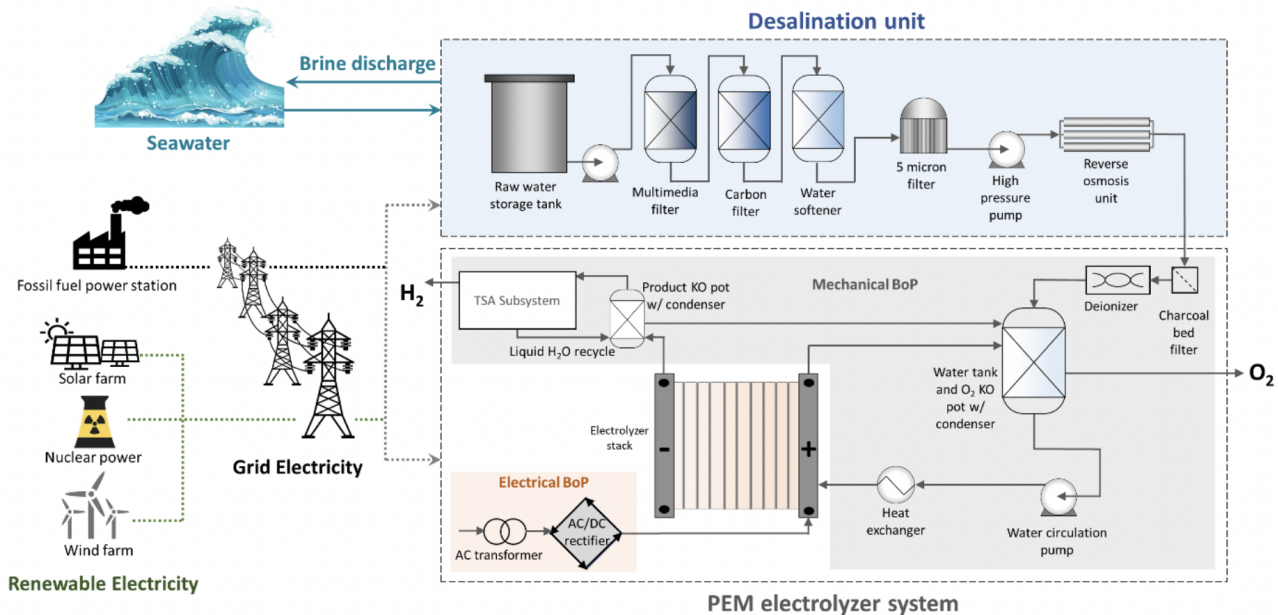 Desalination unit
Brine discharge
Seawater
Raw water
storage tank
Multimedia
filter
Carbon
filter
Water
softener
5 micron
filter
High
pressure
pump
Reverse
osmosis
unit
Fossil fuel power station
Solar farm
Nuclear power
Wind farm
Renewable Electricity
Grid Electricity
H₂
TSA Subsystem
Product KO pot
w/ condenser
Liquid H₂O recycle
Mechanical BoP
Deionizer
Charcoal
bed
filter
Water tank
and O₂ KO
pot w/
condenser
O₂
Electrolyzer
stack
-
+
Electrical BoP
AC transformer
AC/DC
rectifier
Heat
exchanger
Water circulation
pump
PEM electrolyzer system